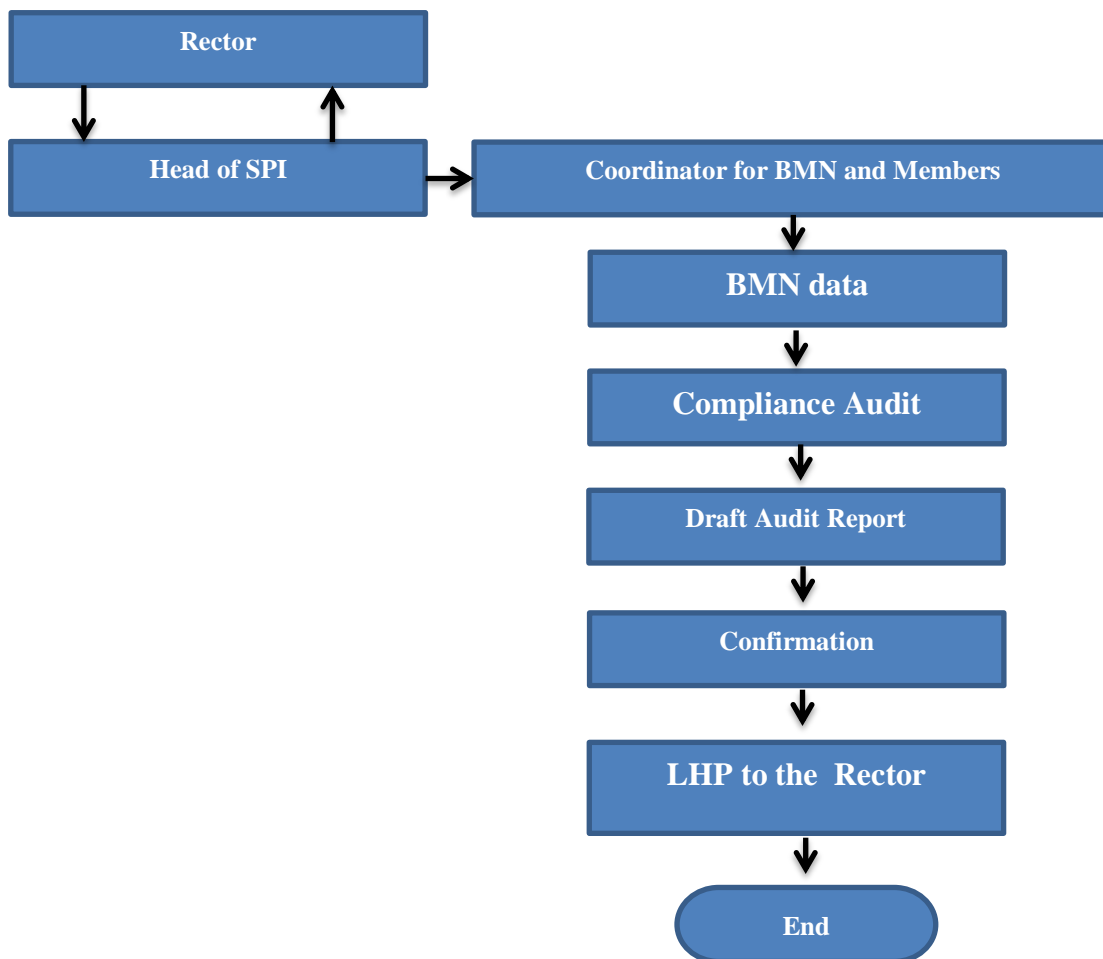 Rector
Head of SPI
Coordinator for BMN and Members
BMN data
Compliance Audit
Draft Audit Report
Confirmation
LHP to the  Rector
End